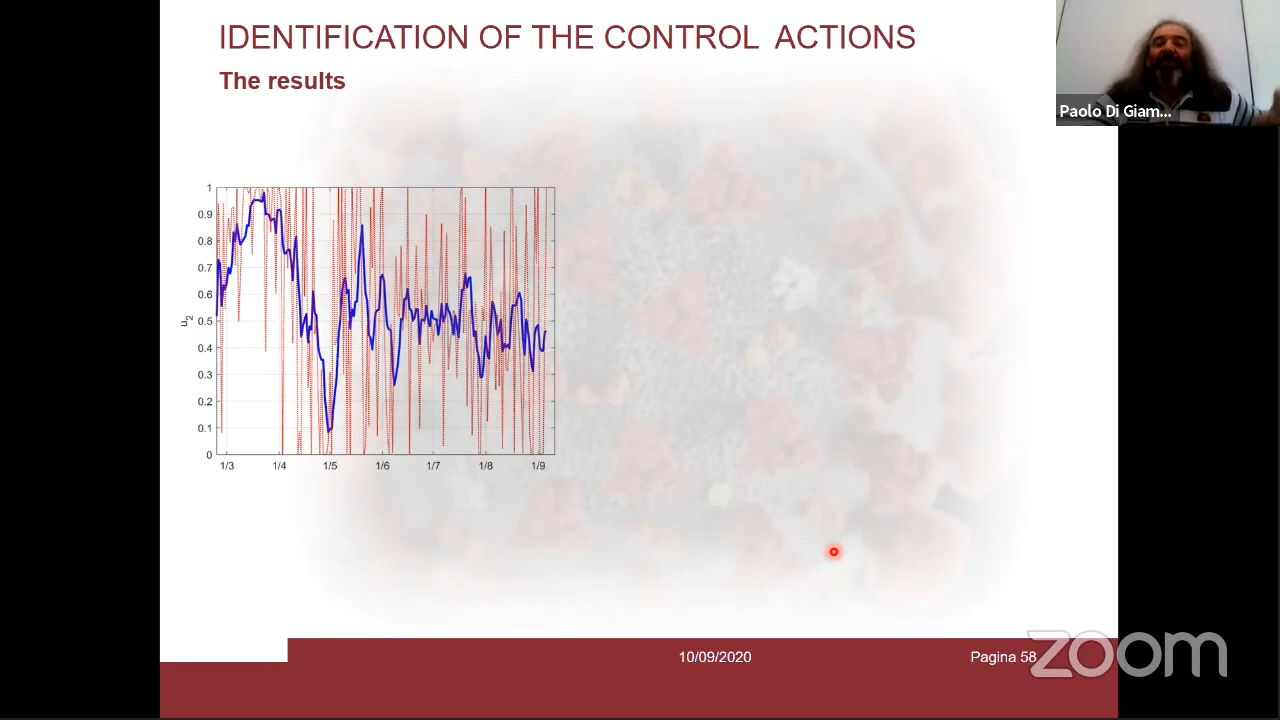 IDENTIFICATION OF THE CONTROL ACTIONS
The results
Paolo Di Giam...
1
0.9
0.8
0.7
0.6
0.5
0.4
0.3
0.2
0.1
0
u2
1/3 1/4 1/5 1/6 1/7 1/8 1/9
10/09/2020 Pagina 58
zoom